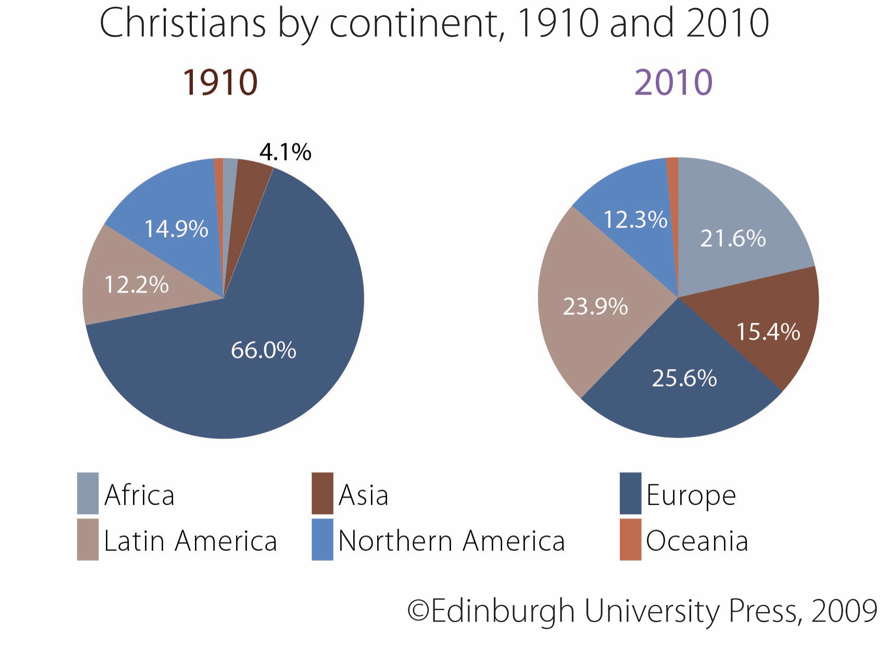 Christians by continent, 1910 and 2010
1910
2010
4.1%
14.9%
12.2%
66.0%
12.3%
21.6%
23.9%
15.4%
25.6%
Africa
Asia
Europe
Latin America
Northern America
Oceania
©Edinburgh University Press, 2009